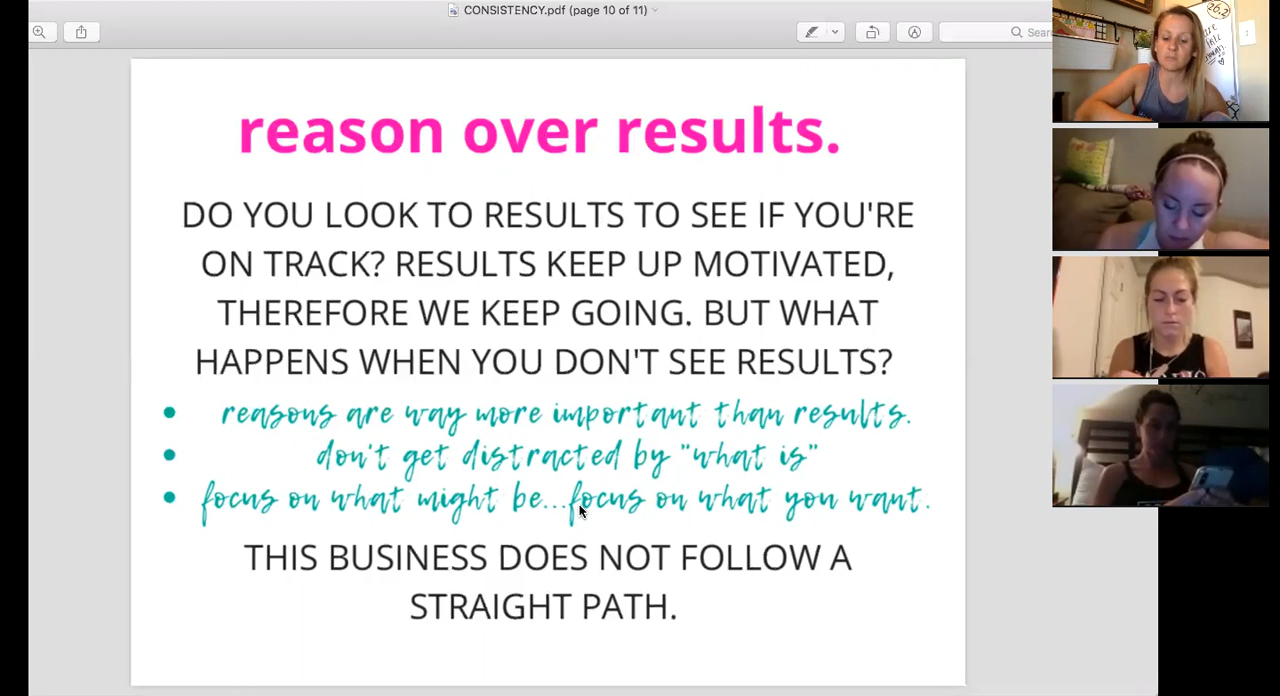 CONSISTENCY.pdf (page 10 of 11)
Sear
reason over results.
DO YOU LOOK TO RESULTS TO SEE IF YOU'RE
ON TRACK? RESULTS KEEP UP MOTIVATED,
THEREFORE WE KEEP GOING. BUT WHAT
HAPPENS WHEN YOU DON'T SEE RESULTS?
• reasons are way more important than results.
• don't get distracted by "what is"
• focus on what might be...focus on what you want.
THIS BUSINESS DOES NOT FOLLOW A
STRAIGHT PATH.
26.2